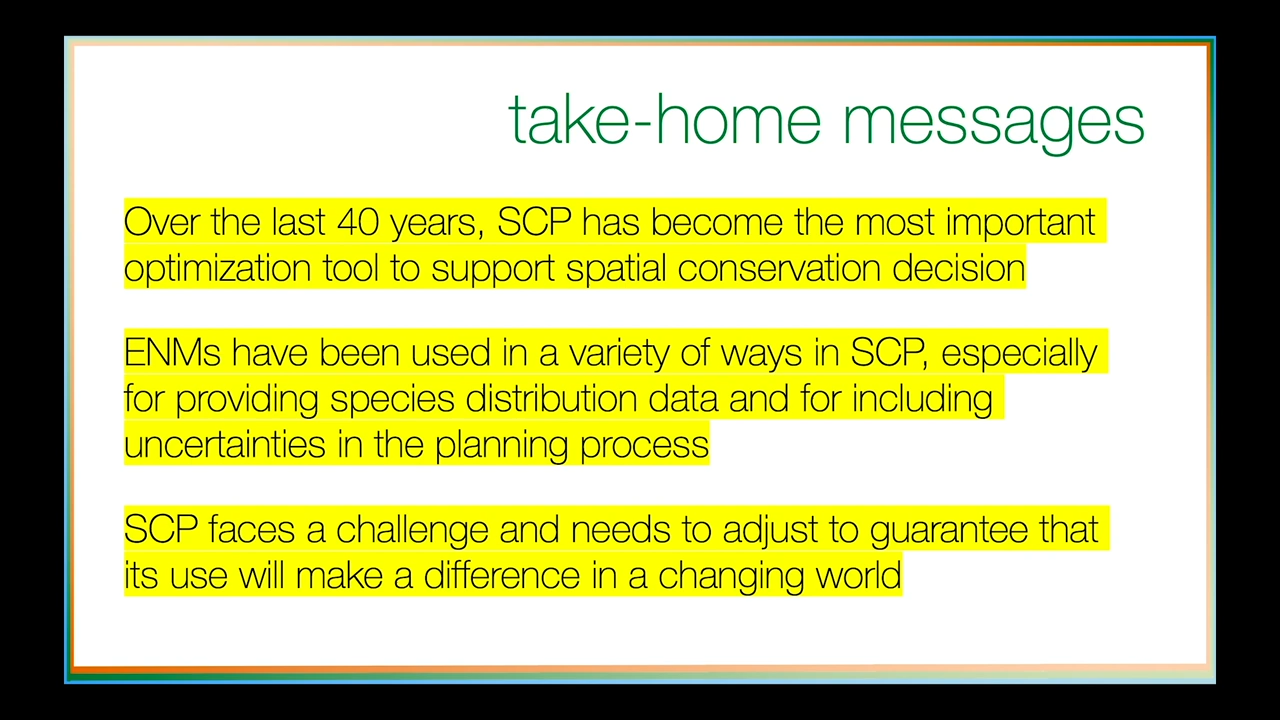 take-home messages
Over the last 40 years, SCP has become the most important
optimization tool to support spatial conservation decision
ENMs have been used in a variety of ways in SCP, especially
for providing species distribution data and for including
uncertainties in the planning process
SCP faces a challenge and needs to adjust to guarantee that
its use will make a difference in a changing world